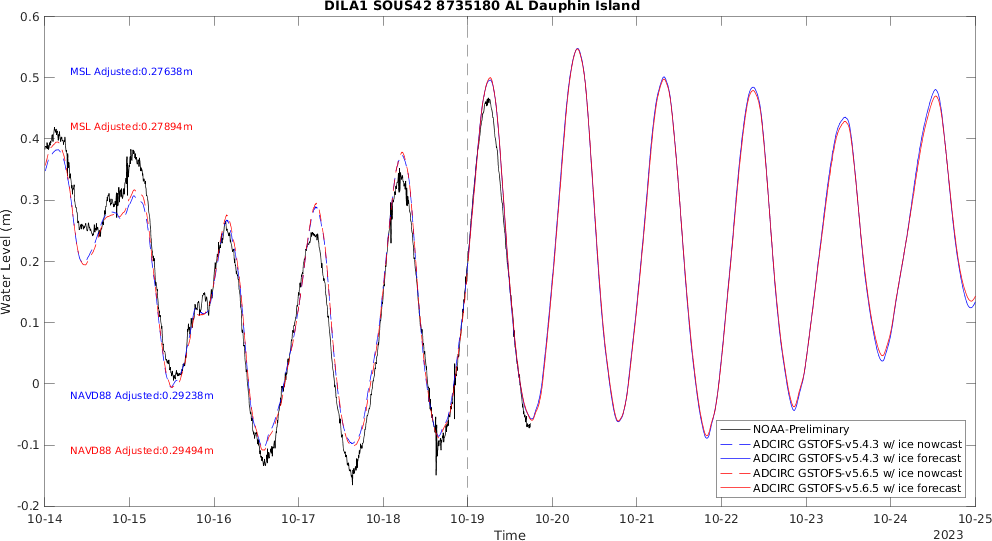 DILA1 SOUS42 8735180 AL Dauphin Island
0.6
0.5
0.4
0.3
0.2
0.1
0
-0.1
-0.2
Water Level (m)
MSL Adjusted:0.27638m
MSL Adjusted:0.27894m
NAVD88 Adjusted:0.29238m
NAVD88 Adjusted:0.29494m
NOAA-Preliminary
ADCIRC GSTOFS-v5.4.3 w/ ice nowcast
ADCIRC GSTOFS-v5.4.3 w/ ice forecast
ADCIRC GSTOFS-v5.6.5 w/ ice nowcast
ADCIRC GSTOFS-v5.6.5 w/ ice forecast
10-14 10-15 10-16 10-17 10-18 10-19 10-20 10-21 10-22 10-23 10-24 10-25
Time
2023